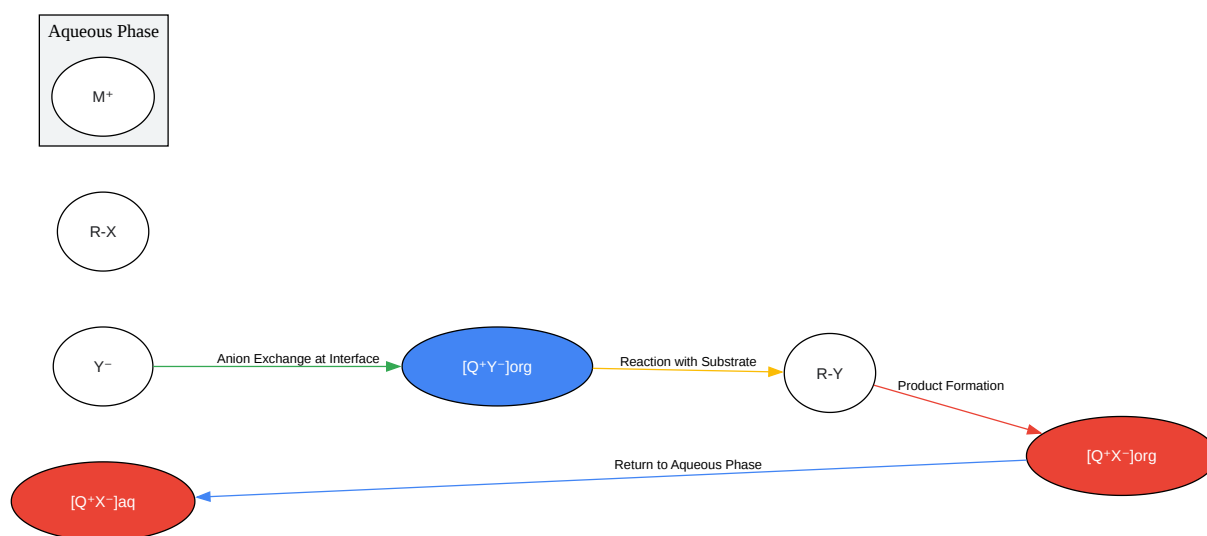 Aqueous Phase
M⁺
R-X
Y⁻
Anion Exchange at Interface
[Q⁺Y⁻]org
Reaction with Substrate
R-Y
Product Formation
[Q⁺X⁻]org
Return to Aqueous Phase
[Q⁺X⁻]aq